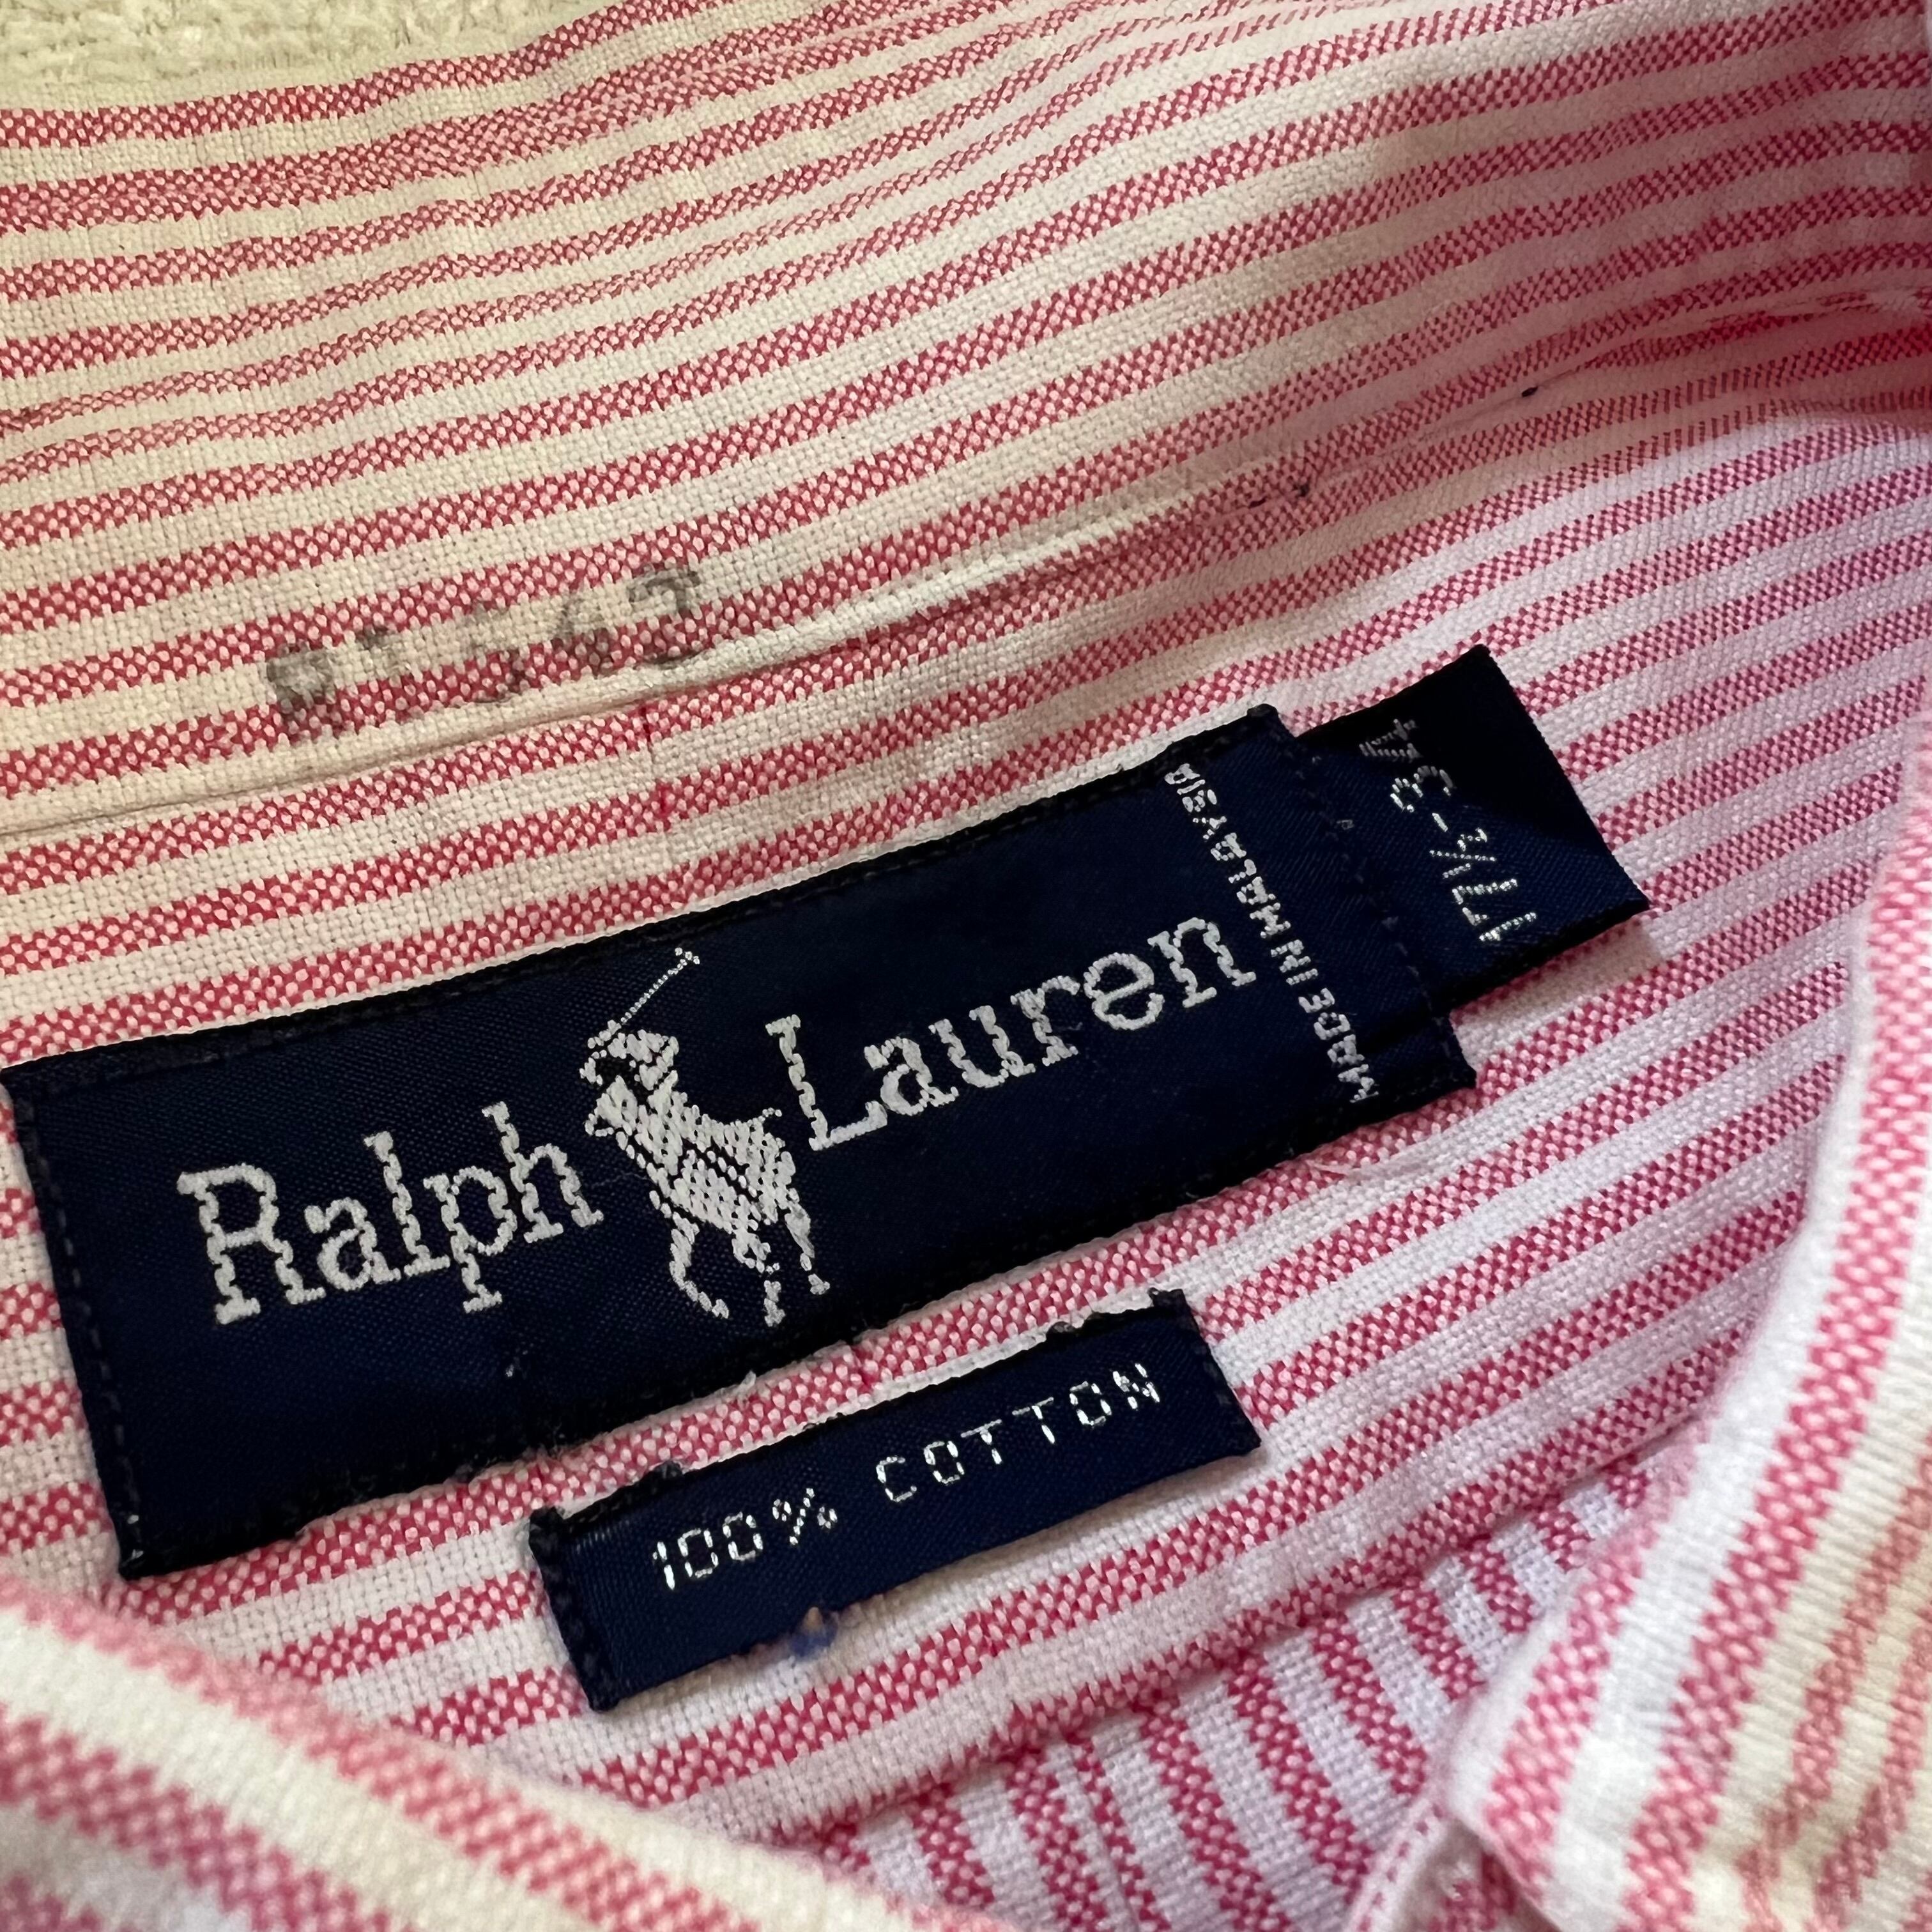 Ralph Lauren
MADE IN MALAYSIA
17½-34
100% COTTON